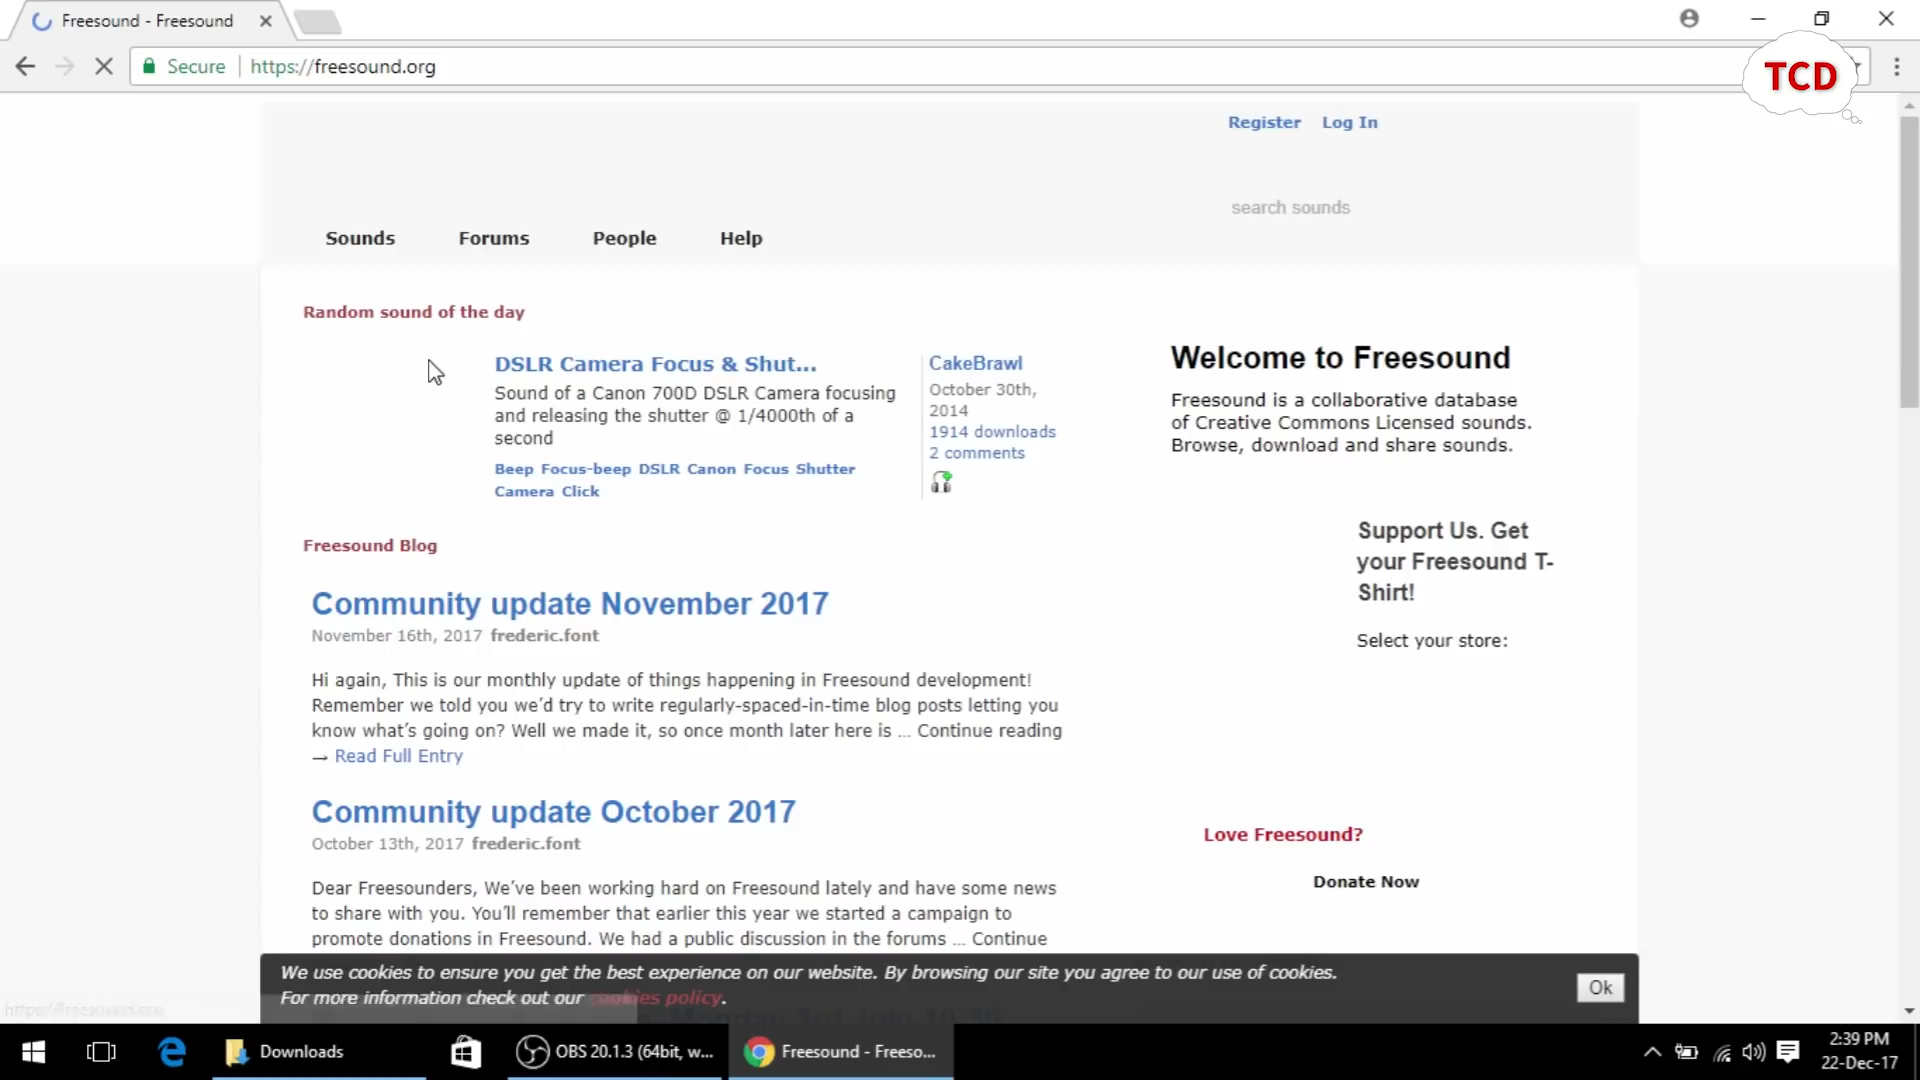 Freesound - Freesound
Secure
https://freesound.org
TCD
Register Log In
search sounds
Sounds Forums People Help
Random sound of the day
DSLR Camera Focus & Shut...
Sound of a Canon 700D DSLR Camera focusing
and releasing the shutter @ 1/4000th of a
second
Beep Focus-beep DSLR Canon Focus Shutter
Camera Click
CakeBrawl
October 30th,
2014
1914 downloads
2 comments
Welcome to Freesound
Freesound is a collaborative database
of Creative Commons Licensed sounds.
Browse, download and share sounds.
Support Us. Get
your Freesound T-
Shirt!
Select your store:
Freesound Blog
Community update November 2017
November 16th, 2017 frederic.font
Hi again, This is our monthly update of things happening in Freesound development!
Remember we told you we'd try to write regularly-spaced-in-time blog posts letting you
know what's going on? Well we made it, so once month later here is … Continue reading
→ Read Full Entry
Community update October 2017
October 13th, 2017 frederic.font
Dear Freesounders, We've been working hard on Freesound lately and have some news
to share with you. You'll remember that earlier this year we started a campaign to
promote donations in Freesound. We had a public discussion in the forums … Continue
Love Freesound?
Donate Now
We use cookies to ensure you get the best experience on our website. By browsing our site you agree to our use of cookies.
For more information check out our cookies policy.
Ok
Downloads
OBS 20.1.3 (64bit, w...
Freesound - Freeso...
2:39 PM
22-Dec-17